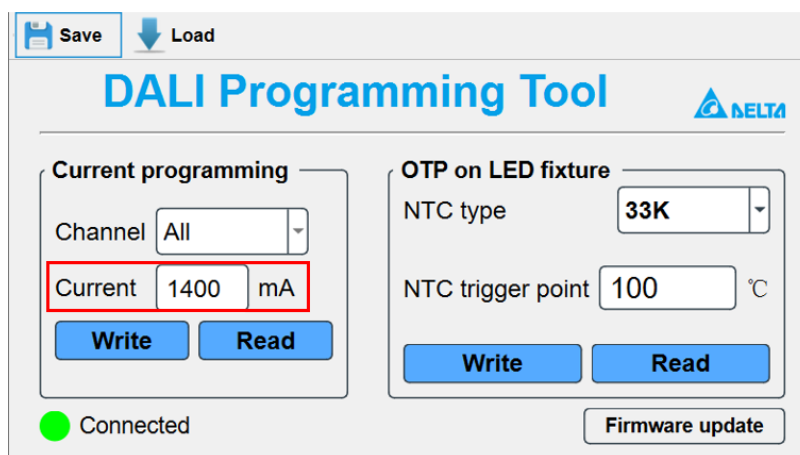 Save Load
DALI Programming Tool
DELTA
Current programming
Channel All
Current 1400 mA
Write Read
OTP on LED fixture
NTC type 33K
NTC trigger point 100 ℃
Write Read
Connected
Firmware update